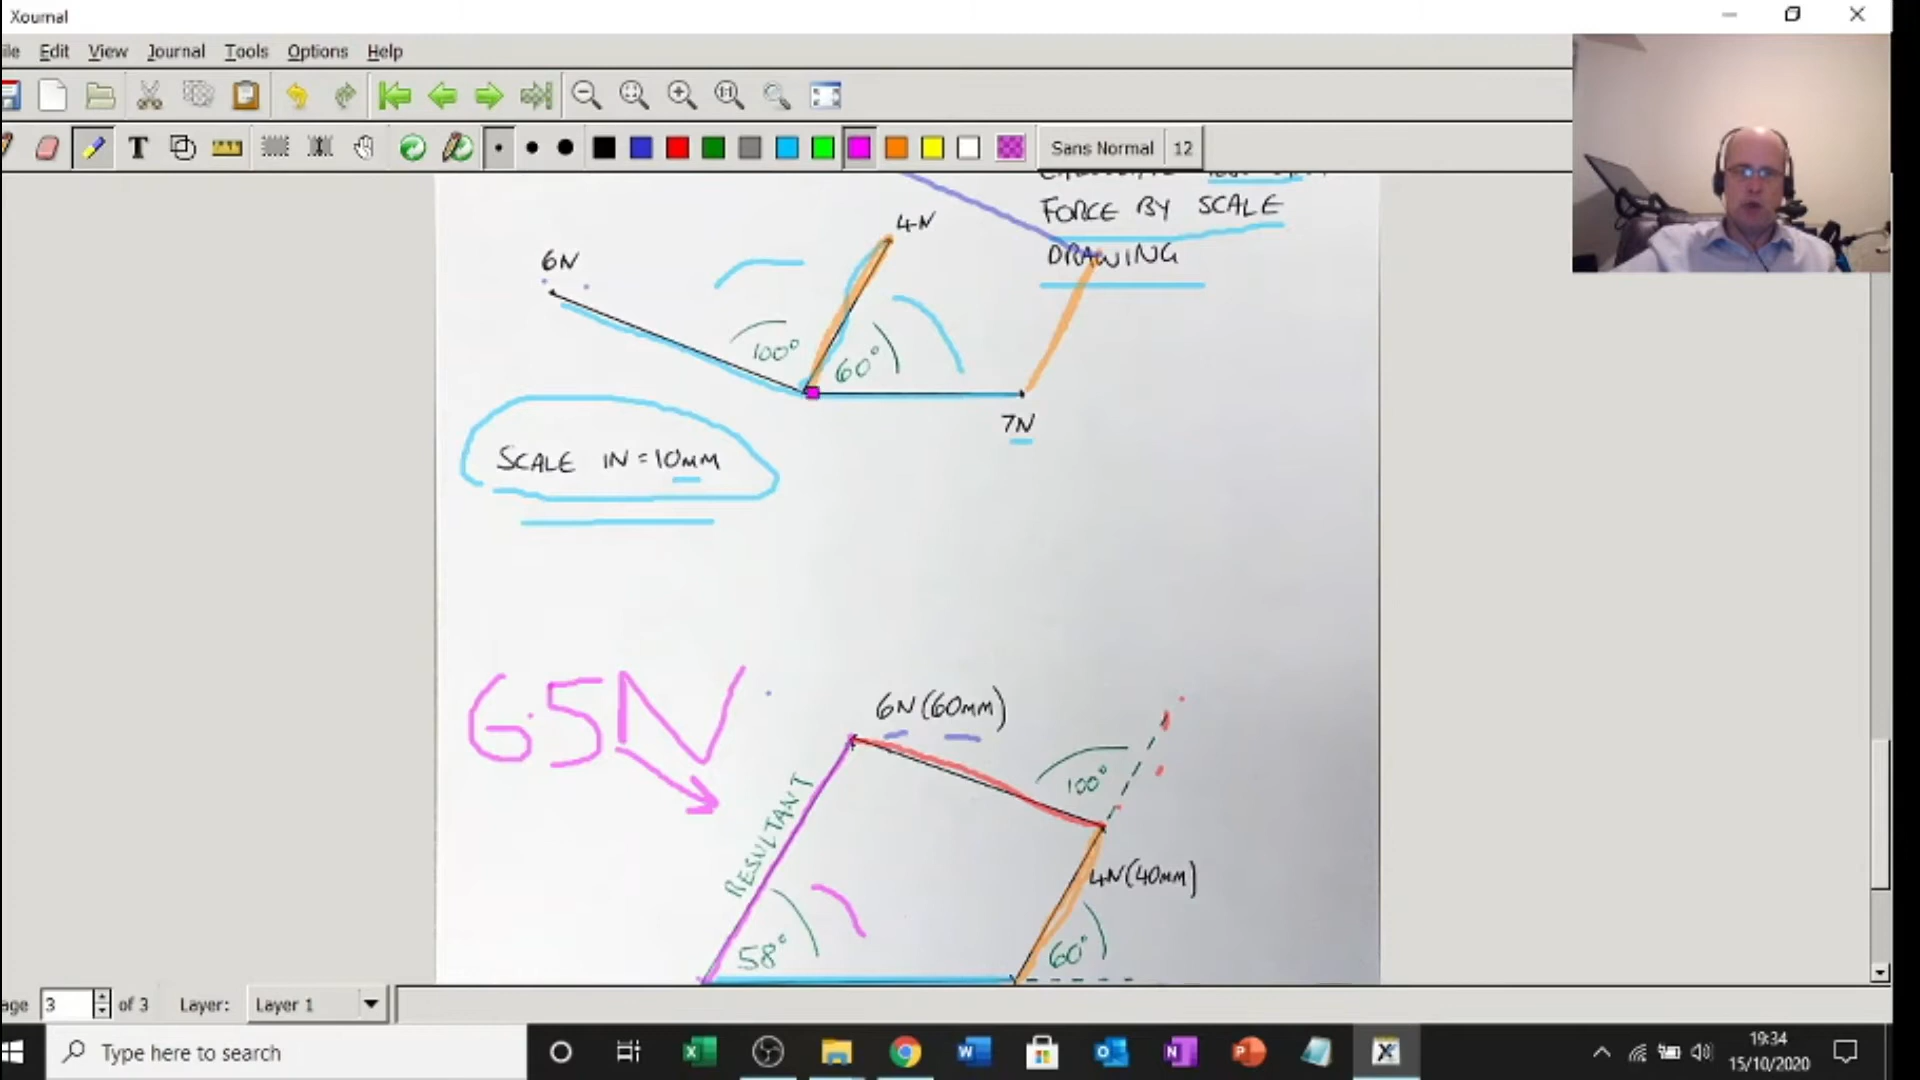 Xournal
ile Edit View Journal Tools Options Help
Sans Normal 12
FORCE BY SCALE
DRAWING
4N
6N
100°
60°
7N
SCALE 1N = 10MM
6.5N
6N (60MM)
100°
RESULTANT
4N (40MM)
58°
60°
age 3 of 3 Layer: Layer 1
Type here to search
19:34
15/10/2020